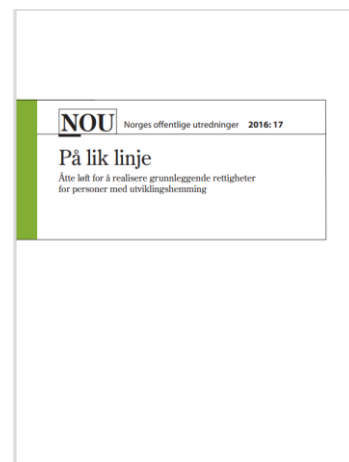 NOU Norges offentlige utredninger 2016: 17
På lik linje
Åtte løft for å realisere grunnleggende rettigheter
for personer med utviklingshemming